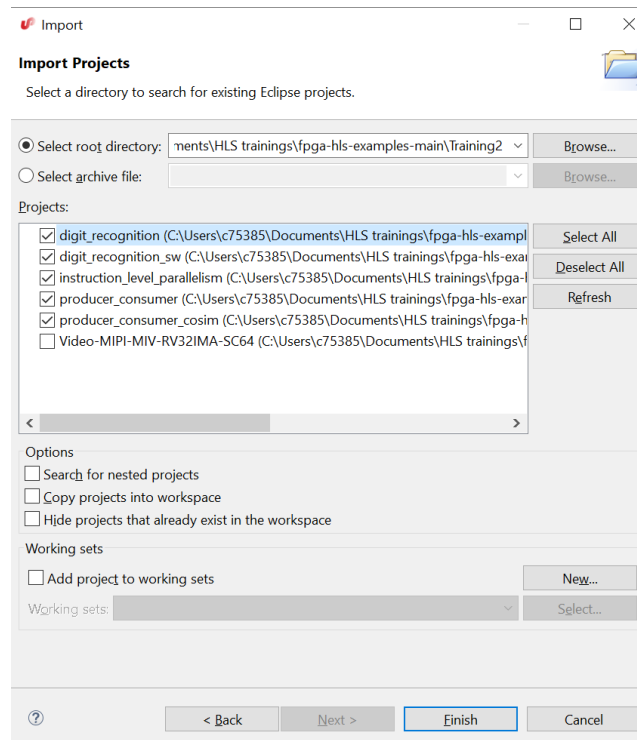 Import
Import Projects
Select a directory to search for existing Eclipse projects.
Select root directory: ments\HLS trainings\fpga-hls-examples-main\Training2 Browse...
Select archive file: Browse...
Projects:
digit_recognition (C:\Users\c75385\Documents\HLS trainings\fpga-hls-exampl
digit_recognition_sw (C:\Users\c75385\Documents\HLS trainings\fpga-hls-exar
instruction_level_parallelism (C:\Users\c75385\Documents\HLS trainings\fpga-l
producer_consumer (C:\Users\c75385\Documents\HLS trainings\fpga-hls-exar
producer_consumer_cosim (C:\Users\c75385\Documents\HLS trainings\fpga-h
Video-MIPI-MIV-RV32IMA-SC64 (C:\Users\c75385\Documents\HLS trainings\f
Select All
Deselect All
Refresh
Options
Search for nested projects
Copy projects into workspace
Hide projects that already exist in the workspace
Working sets
Add project to working sets New...
Working sets: Select...
? < Back Next > Finish Cancel